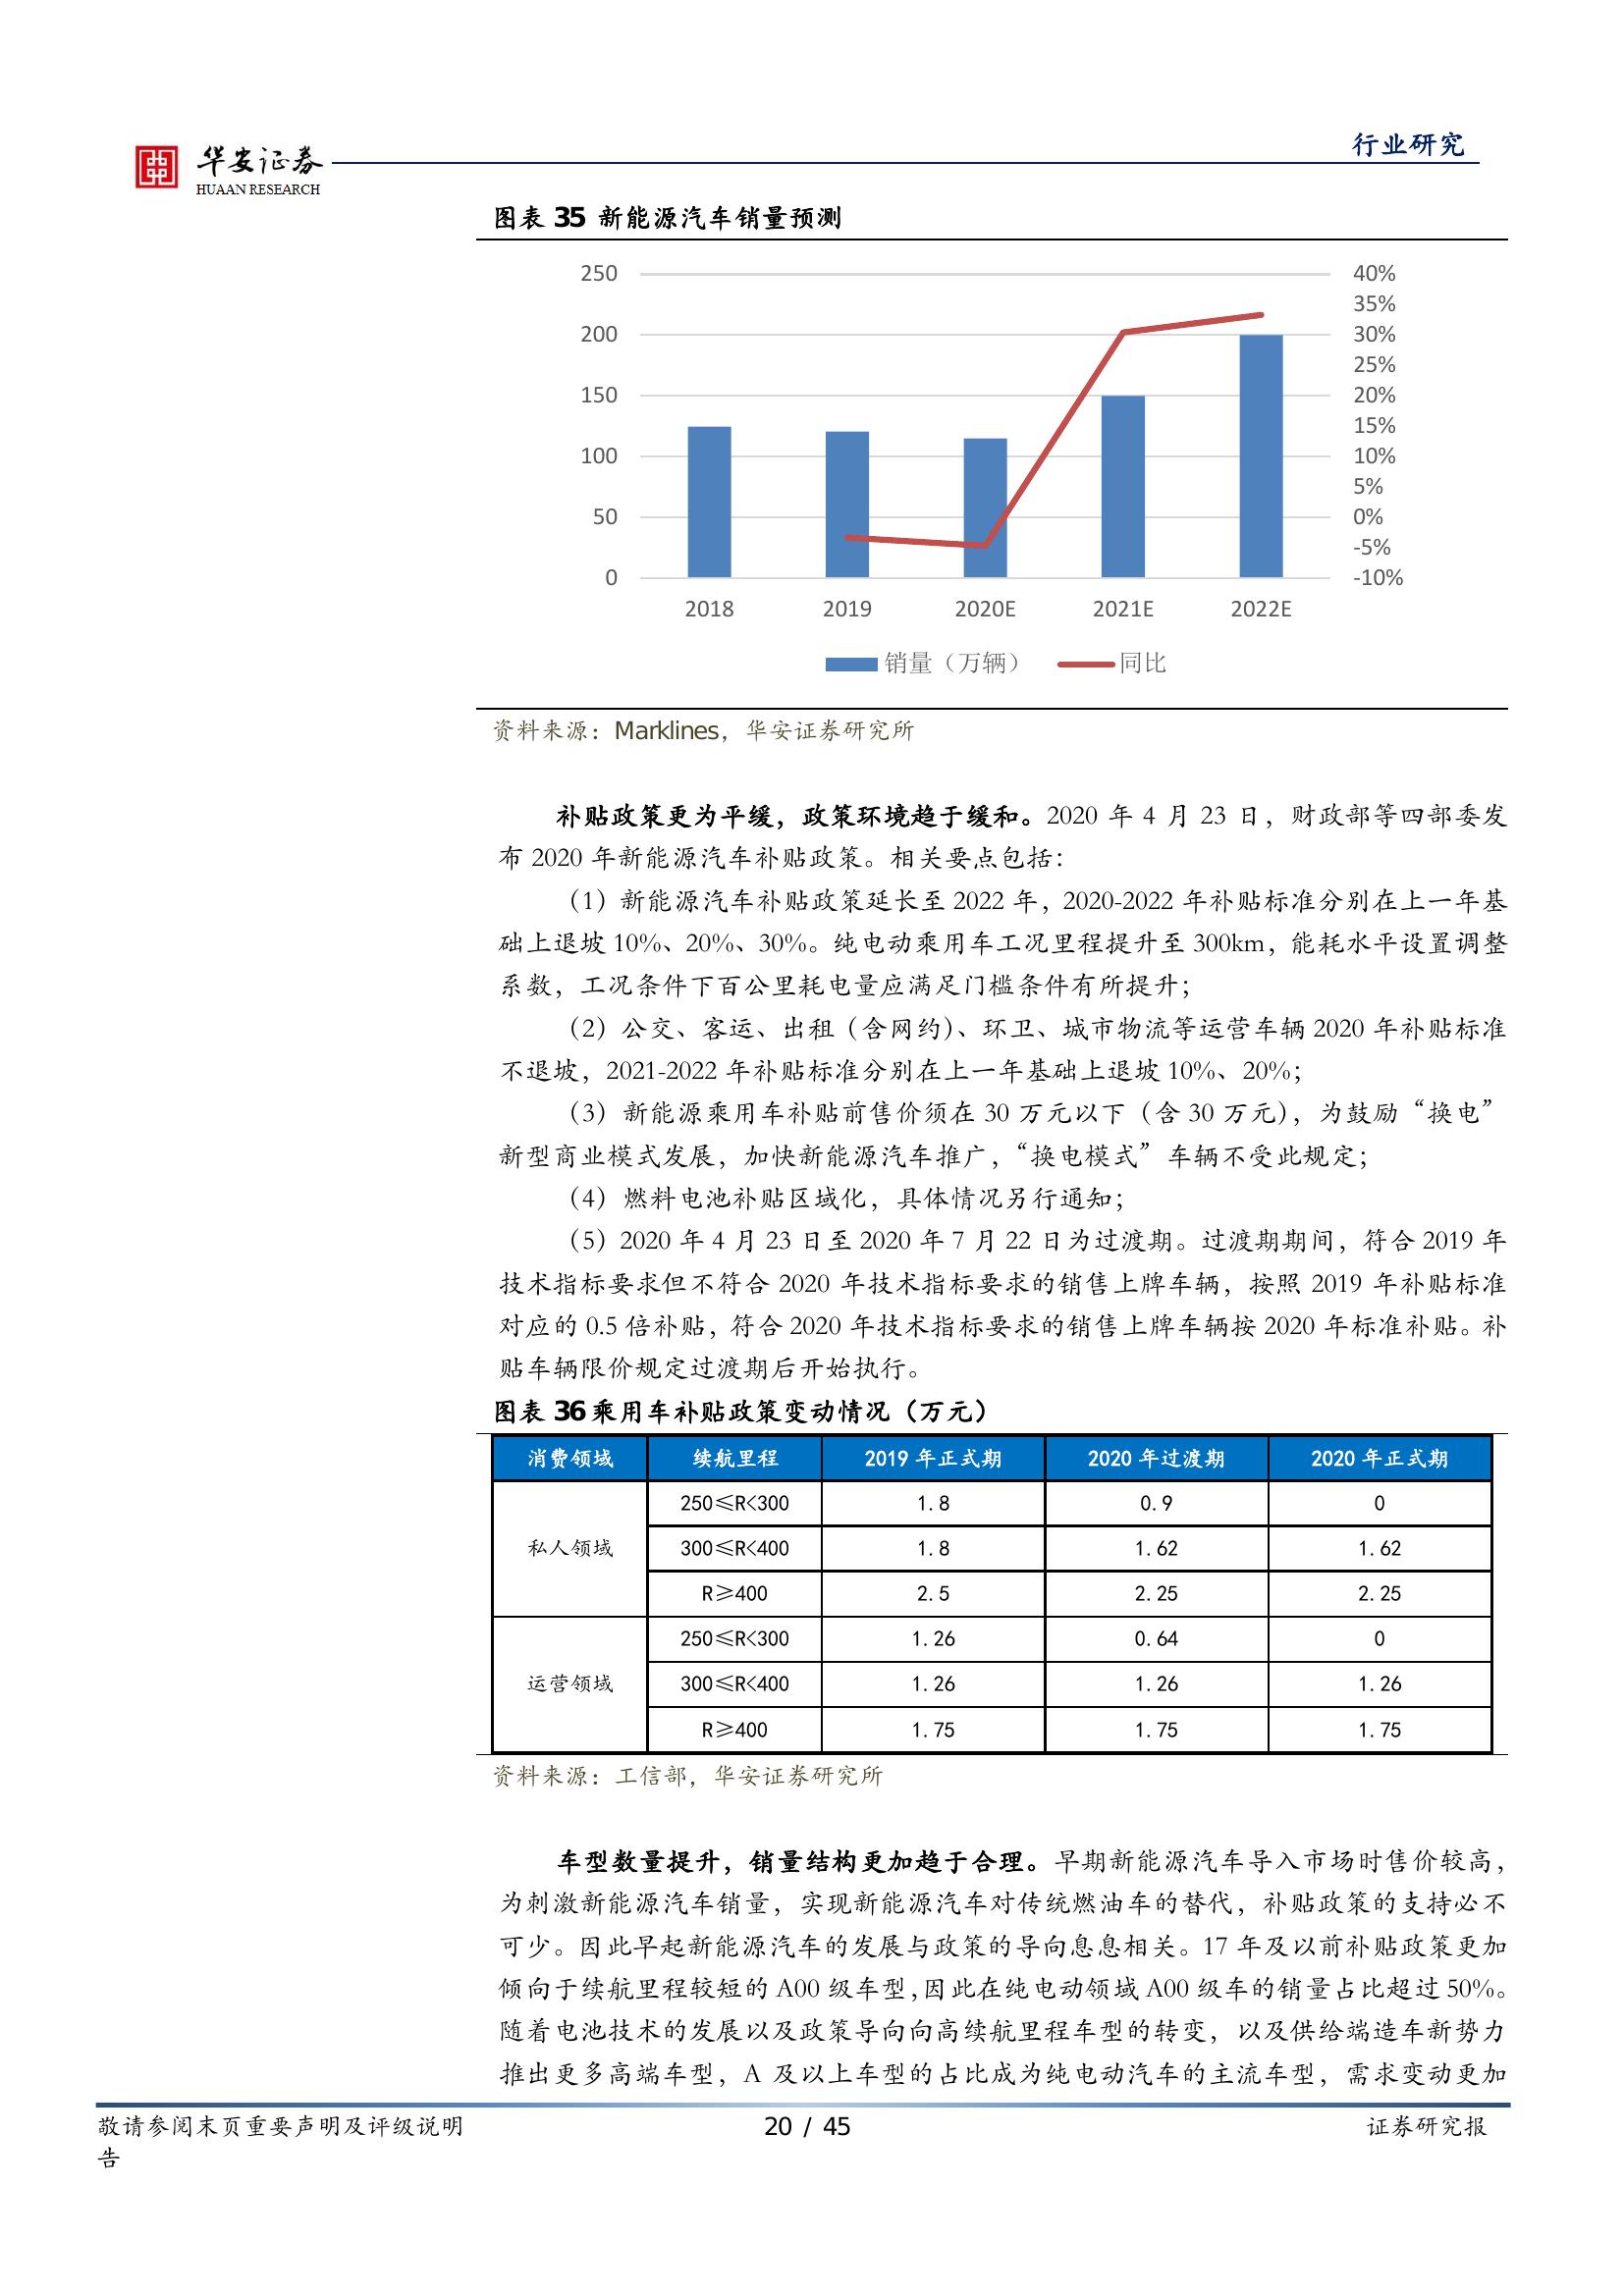 华安证券
HUAAN RESEARCH
行业研究
图表 35 新能源汽车销量预测
250
200
150
100
50
0
40%
35%
30%
25%
20%
15%
10%
5%
0%
-5%
-10%
2018 2019 2020E 2021E 2022E
销量（万辆） 同比
资料来源：Marklines，华安证券研究所
补贴政策更为平缓，政策环境趋于缓和。2020 年 4 月 23 日，财政部等四部委发
布 2020 年新能源汽车补贴政策。相关要点包括：
（1）新能源汽车补贴政策延长至 2022 年，2020-2022 年补贴标准分别在上一年基
础上退坡 10%、20%、30%。纯电动乘用车工况里程提升至 300km，能耗水平设置调整
系数，工况条件下百公里耗电量应满足门槛条件有所提升；
（2）公交、客运、出租（含网约）、环卫、城市物流等运营车辆 2020 年补贴标准
不退坡，2021-2022 年补贴标准分别在上一年基础上退坡 10%、20%；
（3）新能源乘用车补贴前售价须在 30 万元以下（含 30 万元），为鼓励“换电”
新型商业模式发展，加快新能源汽车推广，“换电模式”车辆不受此规定；
（4）燃料电池补贴区域化，具体情况另行通知；
（5）2020 年 4 月 23 日至 2020 年 7 月 22 日为过渡期。过渡期期间，符合 2019 年
技术指标要求但不符合 2020 年技术指标要求的销售上牌车辆，按照 2019 年补贴标准
对应的 0.5 倍补贴，符合 2020 年技术指标要求的销售上牌车辆按 2020 年标准补贴。补
贴车辆限价规定过渡期后开始执行。
图表 36 乘用车补贴政策变动情况（万元）
消费领域 续航里程 2019 年正式期 2020 年过渡期 2020 年正式期
私人领域
250≤R<300 1.8 0.9 0
300≤R<400 1.8 1.62 1.62
R≥400 2.5 2.25 2.25
运营领域
250≤R<300 1.26 0.64 0
300≤R<400 1.26 1.26 1.26
R≥400 1.75 1.75 1.75
资料来源：工信部，华安证券研究所
车型数量提升，销量结构更加趋于合理。早期新能源汽车导入市场时售价较高，
为刺激新能源汽车销量，实现新能源汽车对传统燃油车的替代，补贴政策的支持必不
可少。因此早起新能源汽车的发展与政策的导向息息相关。17 年及以前补贴政策更加
倾向于续航里程较短的 A00 级车型，因此在纯电动领域 A00 级车的销量占比超过 50%。
随着电池技术的发展以及政策导向向高续航里程车型的转变，以及供给端造车新势力
推出更多高端车型，A 及以上车型的占比成为纯电动汽车的主流车型，需求变动更加
敬请参阅末页重要声明及评级说明 20 / 45 证券研究报
告